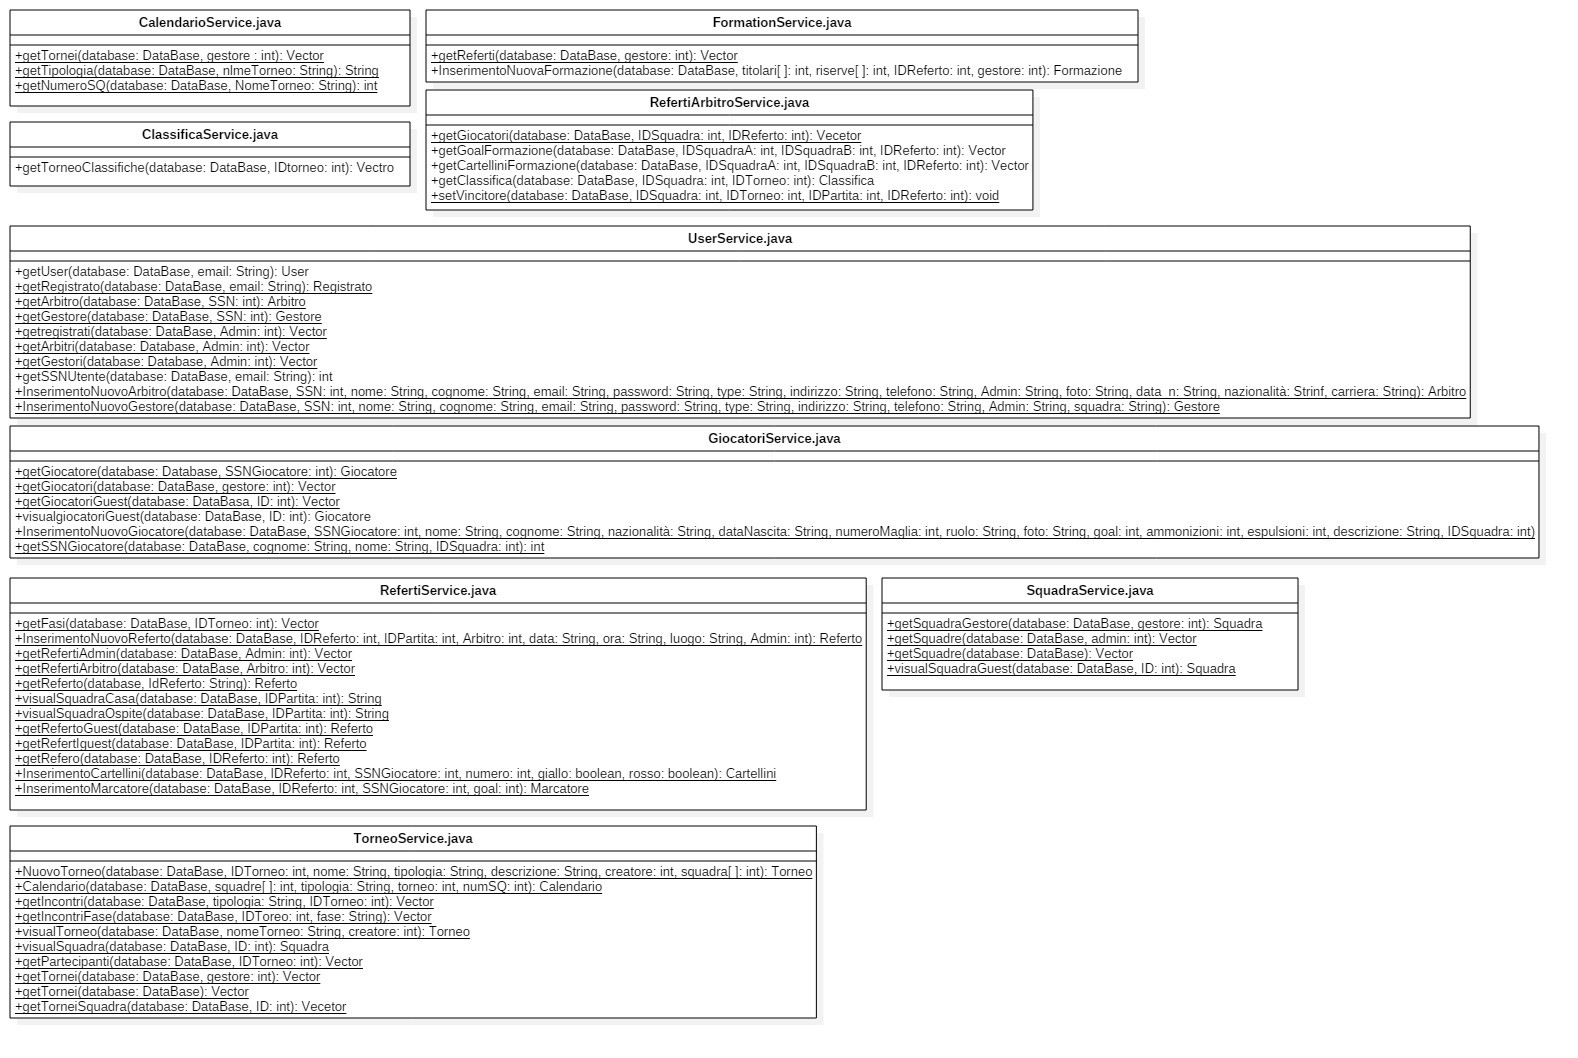 CalendarioService.java
+getTornei(database: DataBase, gestore : int): Vector
+getTipologia(database: DataBase, nImeTorneo: String): String
+getNumeroSQ(database: DataBase, NomeTorneo: String): int
FormationService.java
+getReferti(database: DataBase, gestore: int): Vector
+InserimentoNuovaFormazione(database: DataBase, titolari[ ]: int, riserve[ ]: int, IDReferto: int, gestore: int): Formazione
ClassificaService.java
+getTorneoClassifiche(database: DataBase, IDtorneo: int): Vectro
RefertiArbitroService.java
+getGiocatori(database: DataBase, IDSquadra: int, IDReferto: int): Vecetor
+getGoalFormazione(database: DataBase, IDSquadraA: int, IDSquadraB: int, IDReferto: int): Vector
+getCartelliniFormazione(database: DataBase, IDSquadraA: int, IDSquadraB: int, IDReferto: int): Vector
+getClassifica(database: DataBase, IDSquadra: int, IDTorneo: int): Classifica
+setVincitore(database: DataBase, IDSquadra: int, IDTorneo: int, IDPartita: int, IDReferto: int): void
UserService.java
+getUser(database: DataBase, email: String): User
+getRegistrato(database: DataBase, email: String): Registrato
+getArbitro(database: DataBase, SSN: int): Arbitro
+getGestore(database: DataBase, SSN: int): Gestore
+getregistrati(database: DataBase, Admin: int): Vector
+getArbitri(database: Database, Admin: int): Vector
+getGestori(database: Database, Admin: int): Vector
+getSSNUtente(database: DataBase, email: String): int
+InserimentoNuovoArbitro(database: DataBase, SSN: int, nome: String, cognome: String, email: String, password: String, type: String, indirizzo: String, telefono: String, Admin: String, foto: String, data_n: String, nazionalità: Strinf, carriera: String): Arbitro
+InserimentoNuovoGestore(database: DataBase, SSN: int, nome: String, cognome: String, email: String, password: String, type: String, indirizzo: String, telefono: String, Admin: String, squadra: String): Gestore
GiocatoriService.java
+getGiocatore(database: Database, SSNGiocatore: int): Giocatore
+getGiocatori(database: DataBase, gestore: int): Vector
+getGiocatoriGuest(database: DataBasa, ID: int): Vector
+visualgiocatoriGuest(database: DataBase, ID: int): Giocatore
+InserimentoNuovoGiocatore(database: DataBase, SSNGiocatore: int, nome: String, cognome: String, nazionalità: String, dataNascita: String, numeroMaglia: int, ruolo: String, foto: String, goal: int, ammonizioni: int, espulsioni: int, descrizione: String, IDSquadra: int)
+getSSNGiocatore(database: DataBase, cognome: String, nome: String, IDSquadra: int): int
RefertiService.java
+getFasi(database: DataBase, IDTorneo: int): Vector
+InserimentoNuovoReferto(database: DataBase, IDReferto: int, IDPartita: int, Arbitro: int, data: String, ora: String, luogo: String, Admin: int): Referto
+getRefertiAdmin(database: DataBase, Admin: int): Vector
+getRefertiArbitro(database: DataBase, Arbitro: int): Vector
+getReferto(database, IdReferto: String): Referto
+visualSquadraCasa(database: DataBase, IDPartita: int): String
+visualSquadraOspite(database: DataBase, IDPartita: int): String
+getRefertoGuest(database: DataBase, IDPartita: int): Referto
+getRefertIguest(database: DataBase, IDPartita: int): Referto
+getRefero(database: DataBase, IDReferto: int): Referto
+InserimentoCartellini(database: DataBase, IDReferto: int, SSNGiocatore: int, numero: int, giallo: boolean, rosso: boolean): Cartellini
+InserimentoMarcatore(database: DataBase, IDReferto: int, SSNGiocatore: int, goal: int): Marcatore
SquadraService.java
+getSquadraGestore(database: DataBase, gestore: int): Squadra
+getSquadre(database: DataBase, admin: int): Vector
+getSquadre(database: DataBase): Vector
+visualSquadraGuest(database: DataBase, ID: int): Squadra
TorneoService.java
+NuovoTorneo(database: DataBase, IDTorneo: int, nome: String, tipologia: String, descrizione: String, creatore: int, squadra[ ]: int): Torneo
+Calendario(database: DataBase, squadre[ ]: int, tipologia: String, torneo: int, numSQ: int): Calendario
+getIncontri(database: DataBase, tipologia: String, IDTorneo: int): Vector
+getIncontriFase(database: DataBase, IDToreo: int, fase: String): Vector
+visualTorneo(database: DataBase, nomeTorneo: String, creatore: int): Torneo
+visualSquadra(database: DataBase, ID: int): Squadra
+getPartecipanti(database: DataBase, IDTorneo: int): Vector
+getTornei(database: DataBase, gestore: int): Vector
+getTornei(database: DataBase): Vector
+getTorneiSquadra(database: DataBase, ID: int): Vecetor